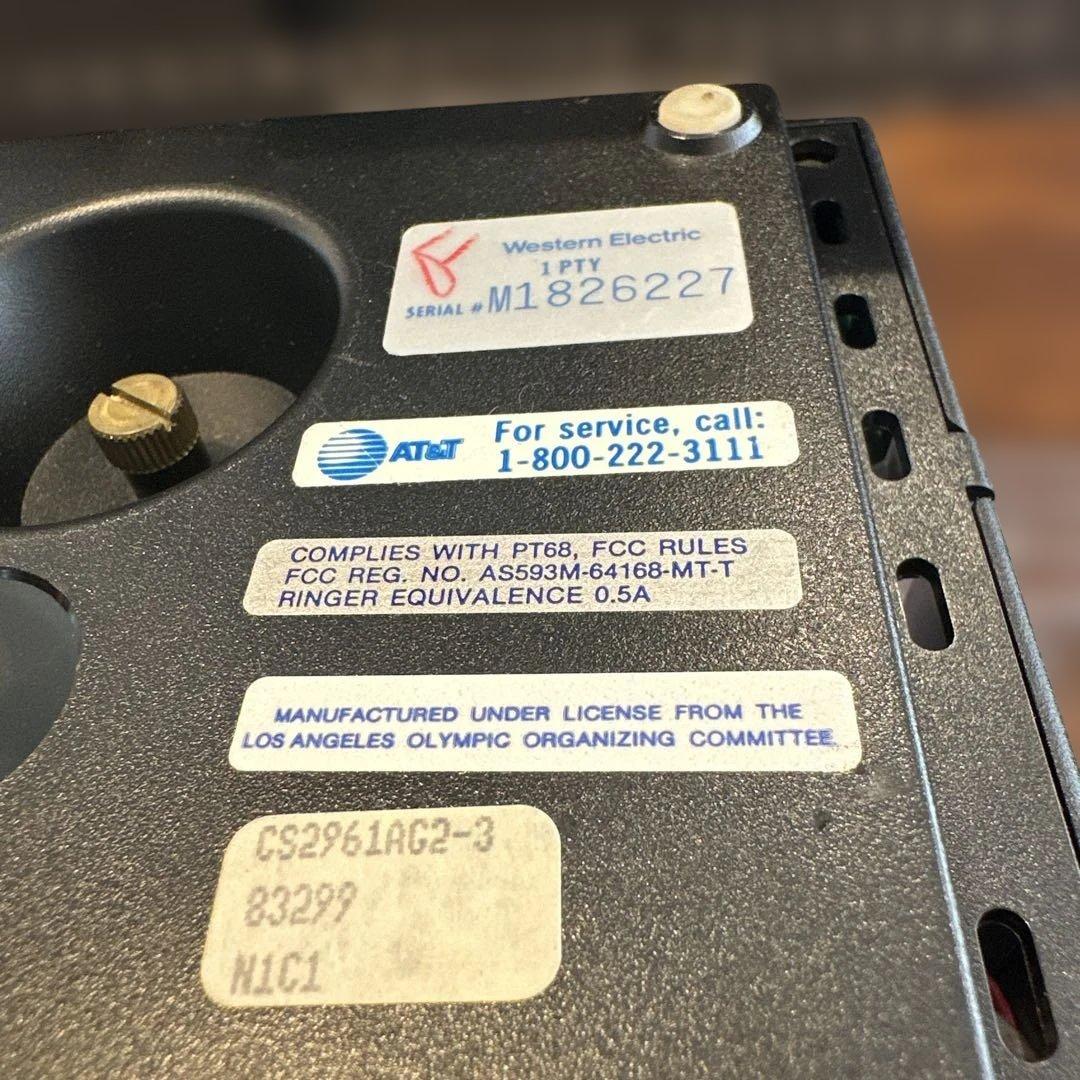 Western Electric
1 PTY
SERIAL # M1826227
AT&T
For service, call:
1-800-222-3111
COMPLIES WITH PT68, FCC RULES
FCC REG. NO. AS593M-64168-MT-T
RINGER EQUIVALENCE 0.5A
MANUFACTURED UNDER LICENSE FROM THE
LOS ANGELES OLYMPIC ORGANIZING COMMITTEE
CS2961AG2-3
83299
N1C1